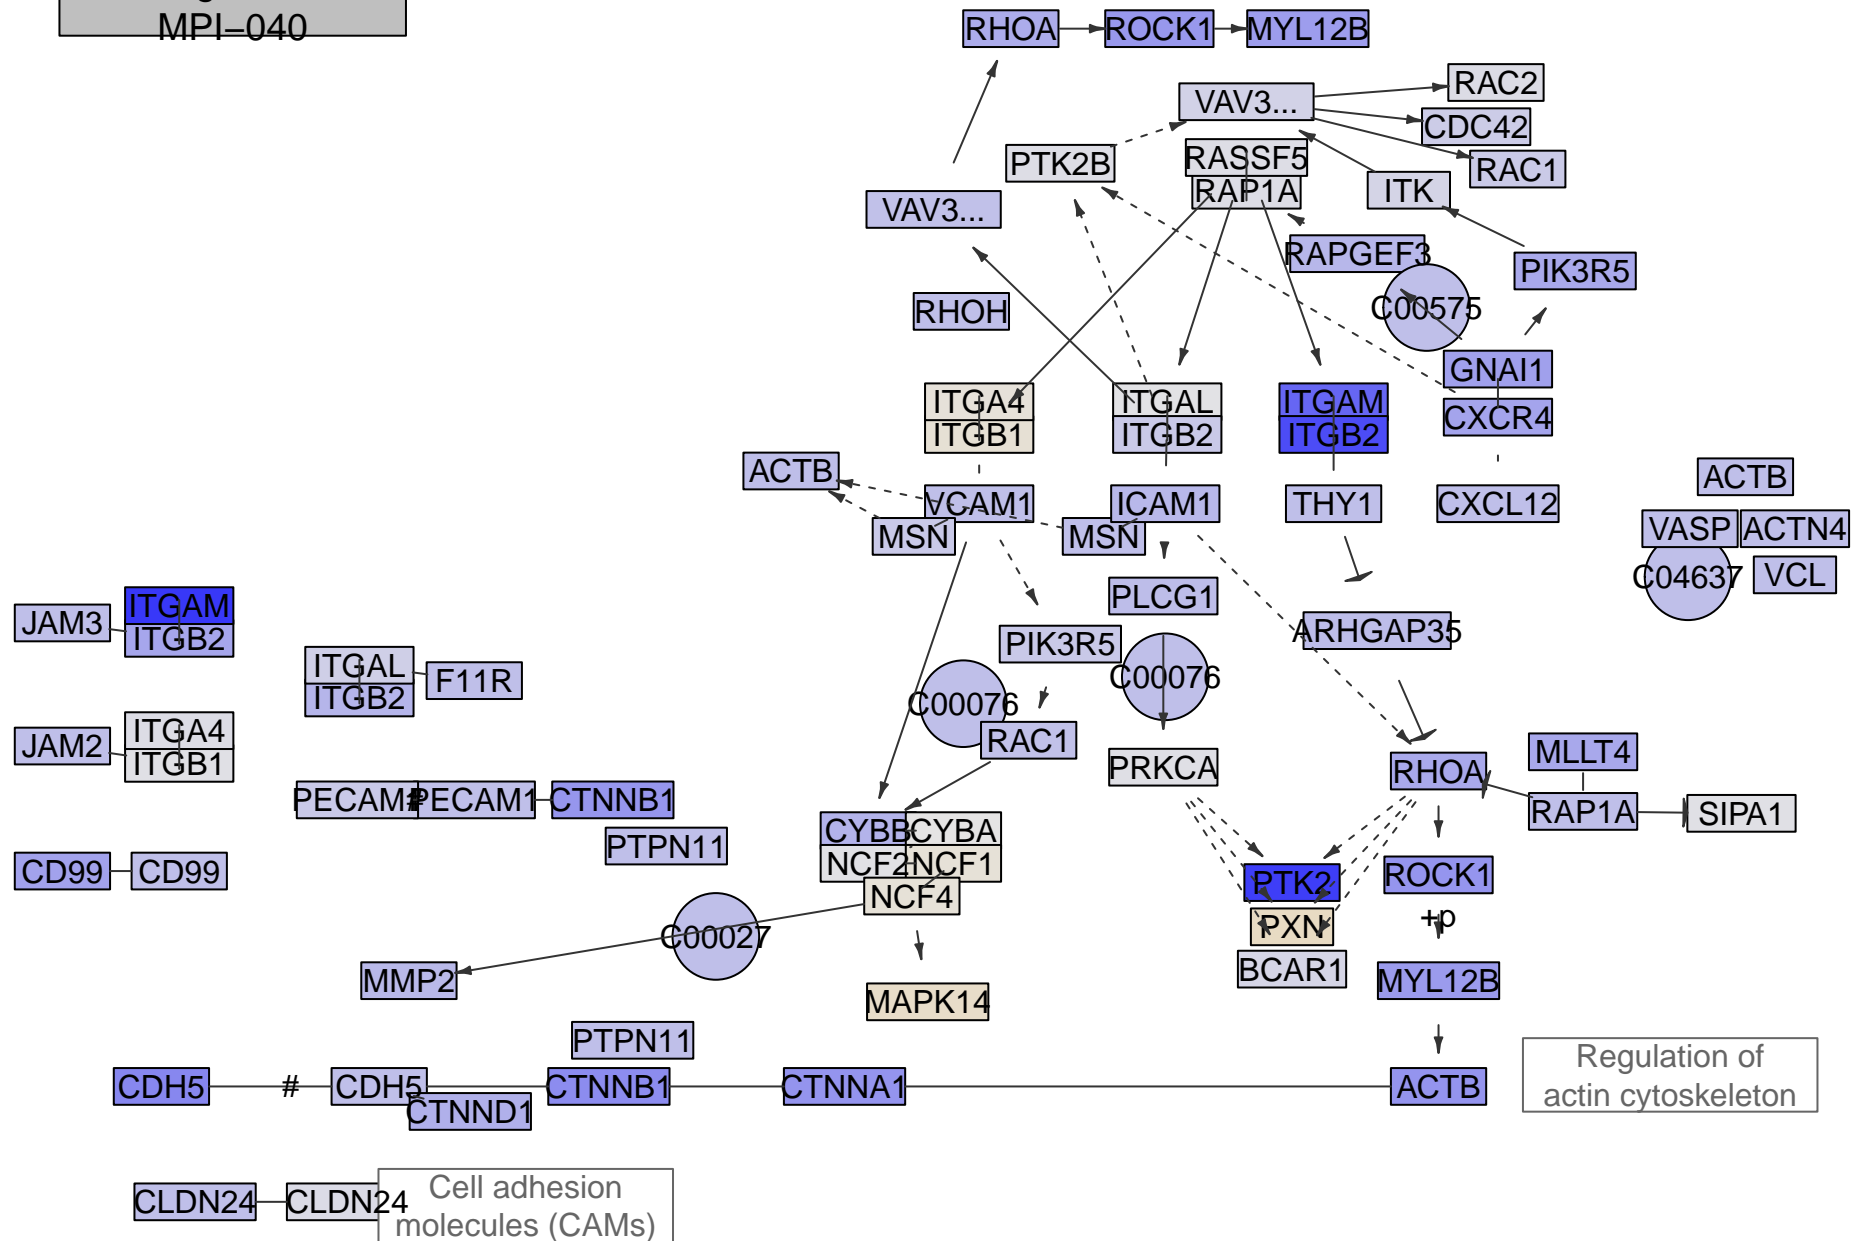 MPI−040
RHOA
ROCK1
MYL12B
RAC2
VAV3...
CDC42
PTK2B
RASSF5
RAC1
RAP1A
ITK
VAV3...
RAPGEF3
PIK3R5
RHOH
C00575
GNAI1
ITGA4
ITGAL
ITGAM
CXCR4
ITGB1
ITGB2
ITGB2
ACTB
ACTB
VCAM1
ICAM1
THY1
CXCL12
MSN
MSN
VASP
ACTN4
C04637
VCL
PLCG1
JAM3
ITGAM
ITGB2
ARHGAP35
PIK3R5
ITGAL
ITGB2
F11R
C00076
C00076
JAM2
ITGA4
ITGB1
RAC1
PRKCA
RHOA
MLLT4
PECAM1
#
PECAM1
CTNNB1
RAP1A
SIPA1
PTPN11
CYBB
CYBA
NCF2
NCF1
NCF4
CD99
CD99
PTK2
ROCK1
PXN
+p
C00027
BCAR1
MMP2
MYL12B
MAPK14
PTPN11
CDH5
#
CDH5
CTNND1
CTNNB1
CTNNA1
ACTB
Regulation of
actin cytoskeleton
CLDN24
CLDN24
Cell adhesion
molecules (CAMs)